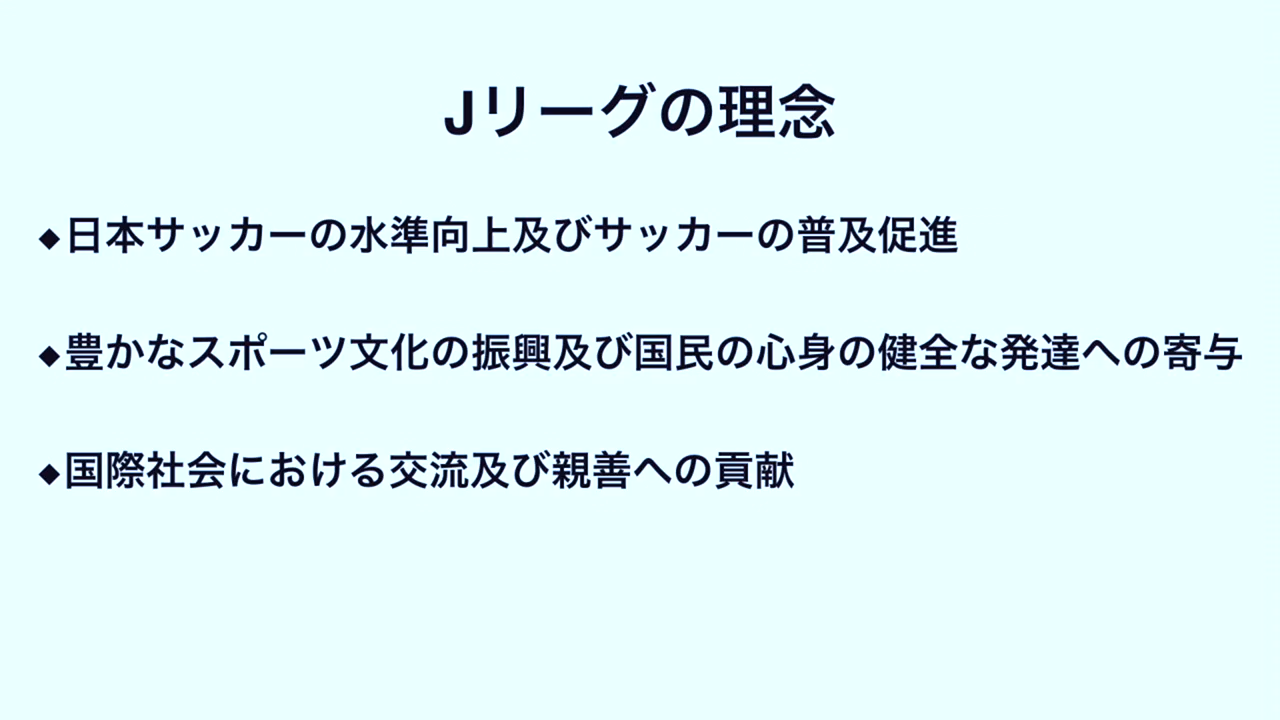 Jリーグの理念
◆日本サッカーの水準向上及びサッカーの普及促進
◆豊かなスポーツ文化の振興及び国民の心身の健全な発達への寄与
◆国際社会における交流及び親善への貢献